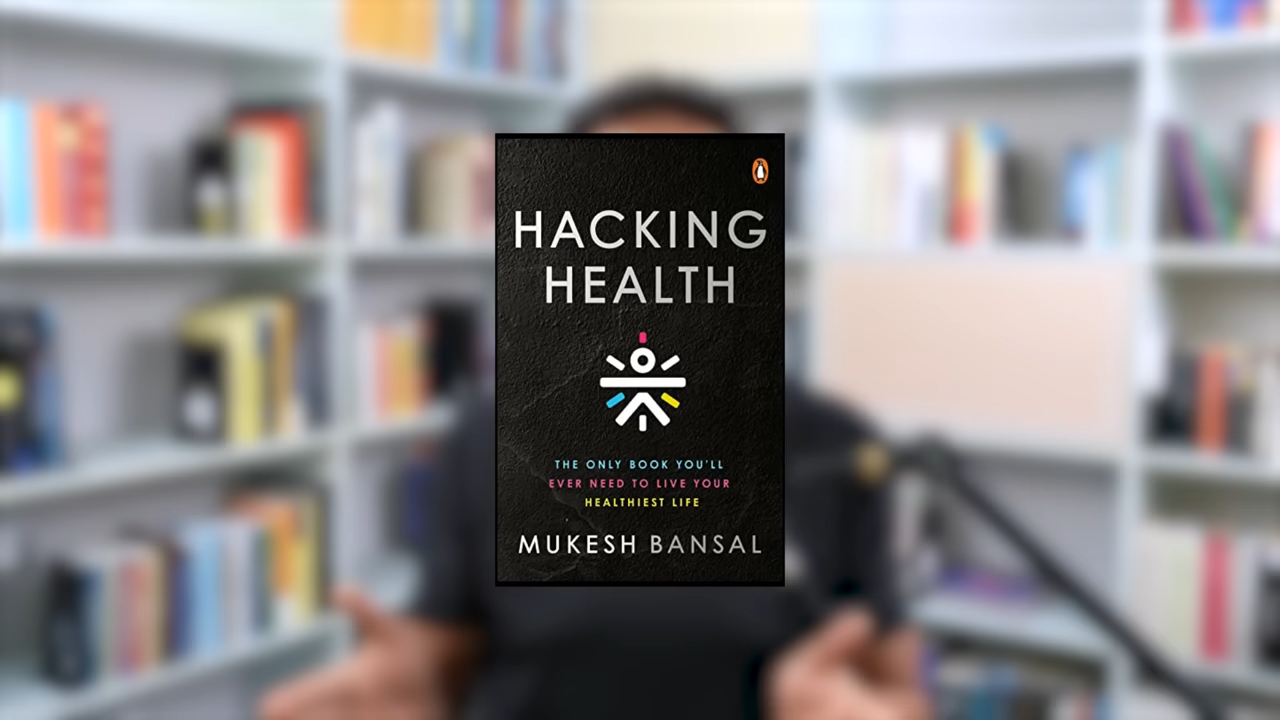 HACKING
HEALTH
THE ONLY BOOK YOU'LL
EVER NEED TO LIVE YOUR
HEALTHIEST LIFE
MUKESH BANSAL